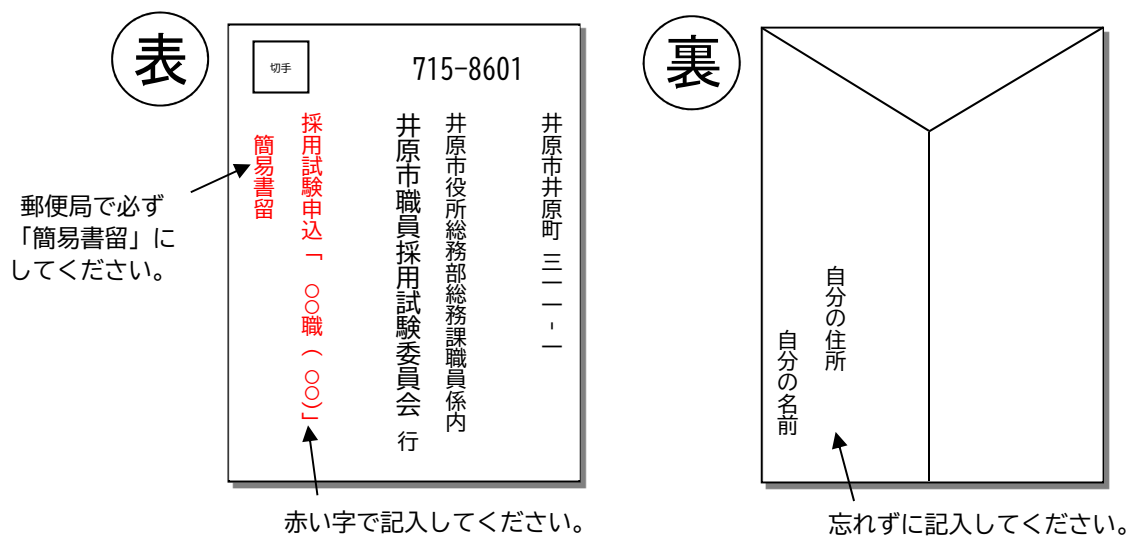 表
切手
715-8601
井原市井原町 三一一 - 一
井原市役所総務部総務課職員係内
井原市職員採用試験委員会 行
採用試験申込「 ○○職( ○○)」
簡易書留
郵便局で必ず
「簡易書留」に
してください。
赤い字で記入してください。
裏
自分の住所
自分の名前
忘れずに記入してください。